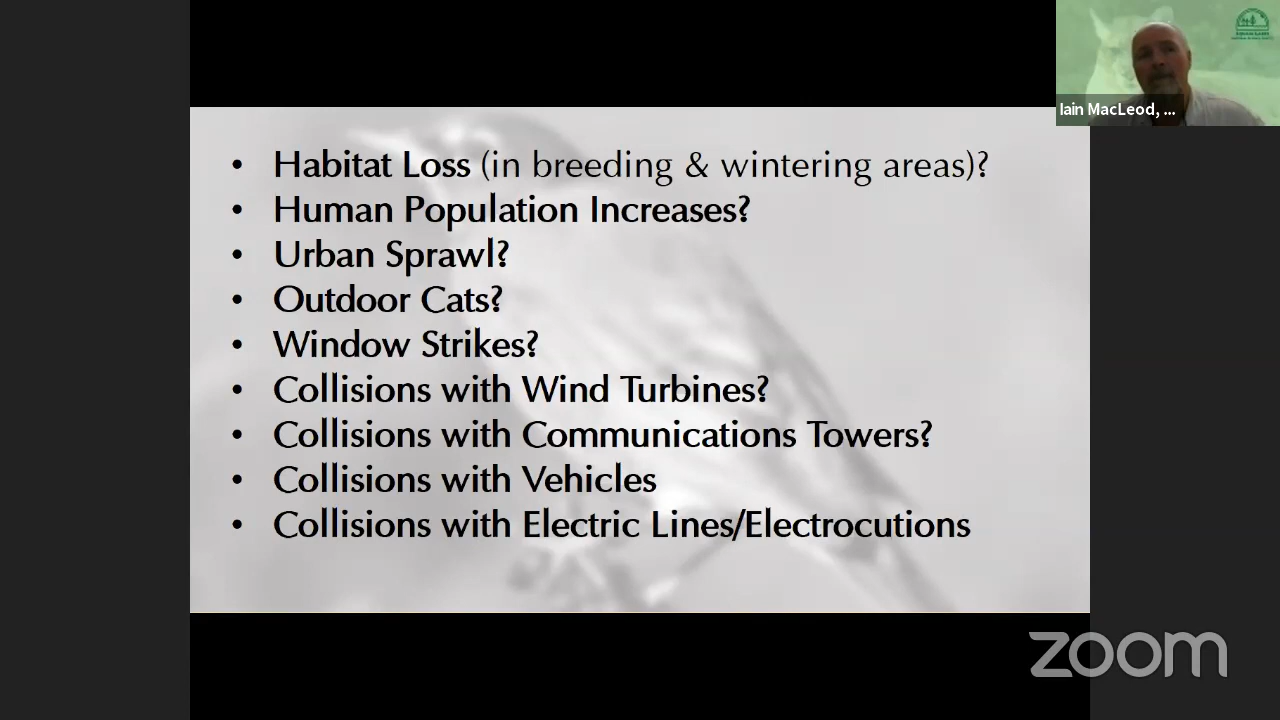 Iain MacLeod, ...
• Habitat Loss (in breeding & wintering areas)?
• Human Population Increases?
• Urban Sprawl?
• Outdoor Cats?
• Window Strikes?
• Collisions with Wind Turbines?
• Collisions with Communications Towers?
• Collisions with Vehicles
• Collisions with Electric Lines/Electrocutions
zoom